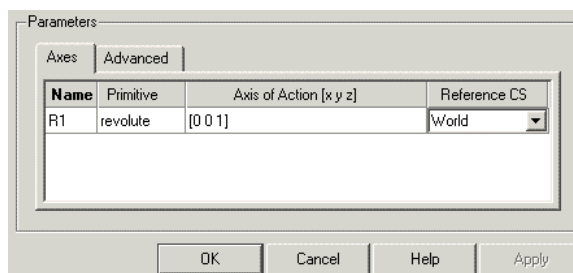 Parameters
Axes Advanced
Name Primitive Axis of Action [x y z] Reference CS
R1 revolute [0 0 1] World
OK Cancel Help Apply